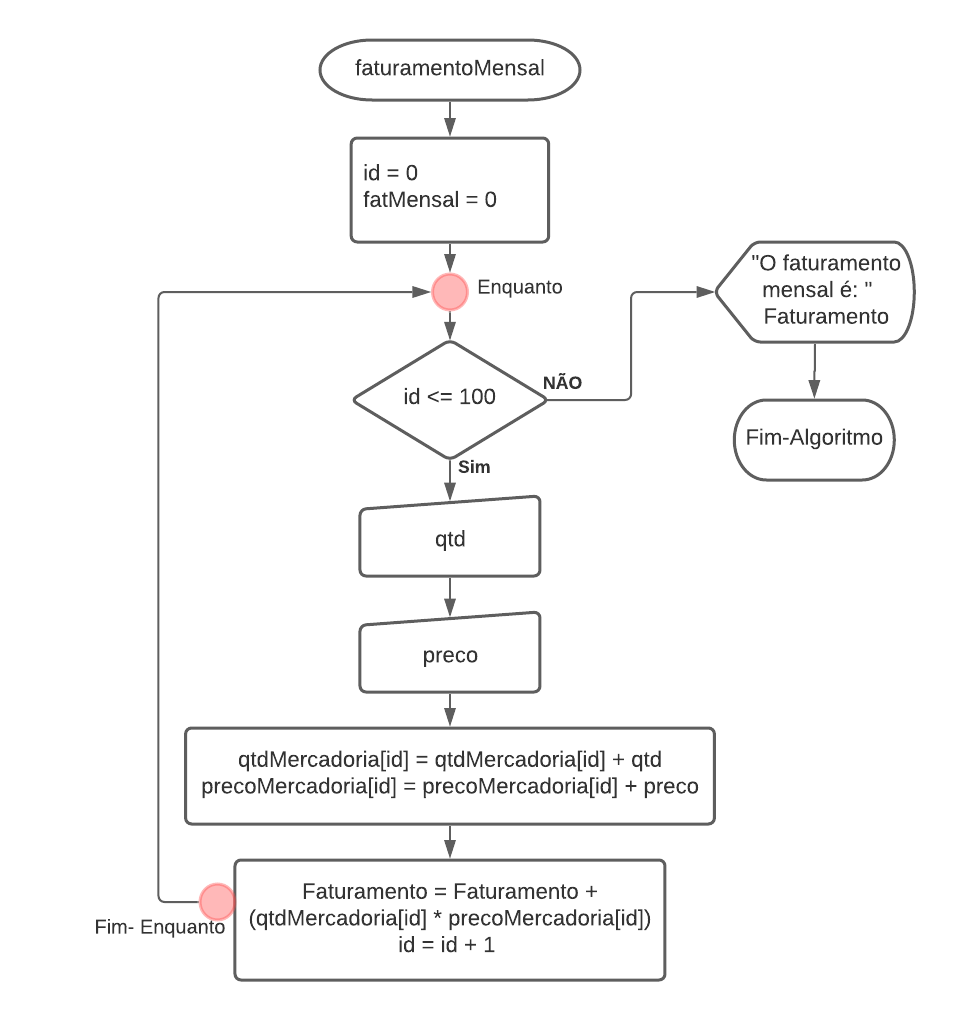 faturamentoMensal
id = 0
fatMensal = 0
Enquanto
id <= 100
NÃO
"O faturamento
mensal é: "
Faturamento
Fim-Algoritmo
Sim
qtd
preco
qtdMercadoria[id] = qtdMercadoria[id] + qtd
precoMercadoria[id] = precoMercadoria[id] + preco
Faturamento = Faturamento +
(qtdMercadoria[id] * precoMercadoria[id])
id = id + 1
Fim- Enquanto